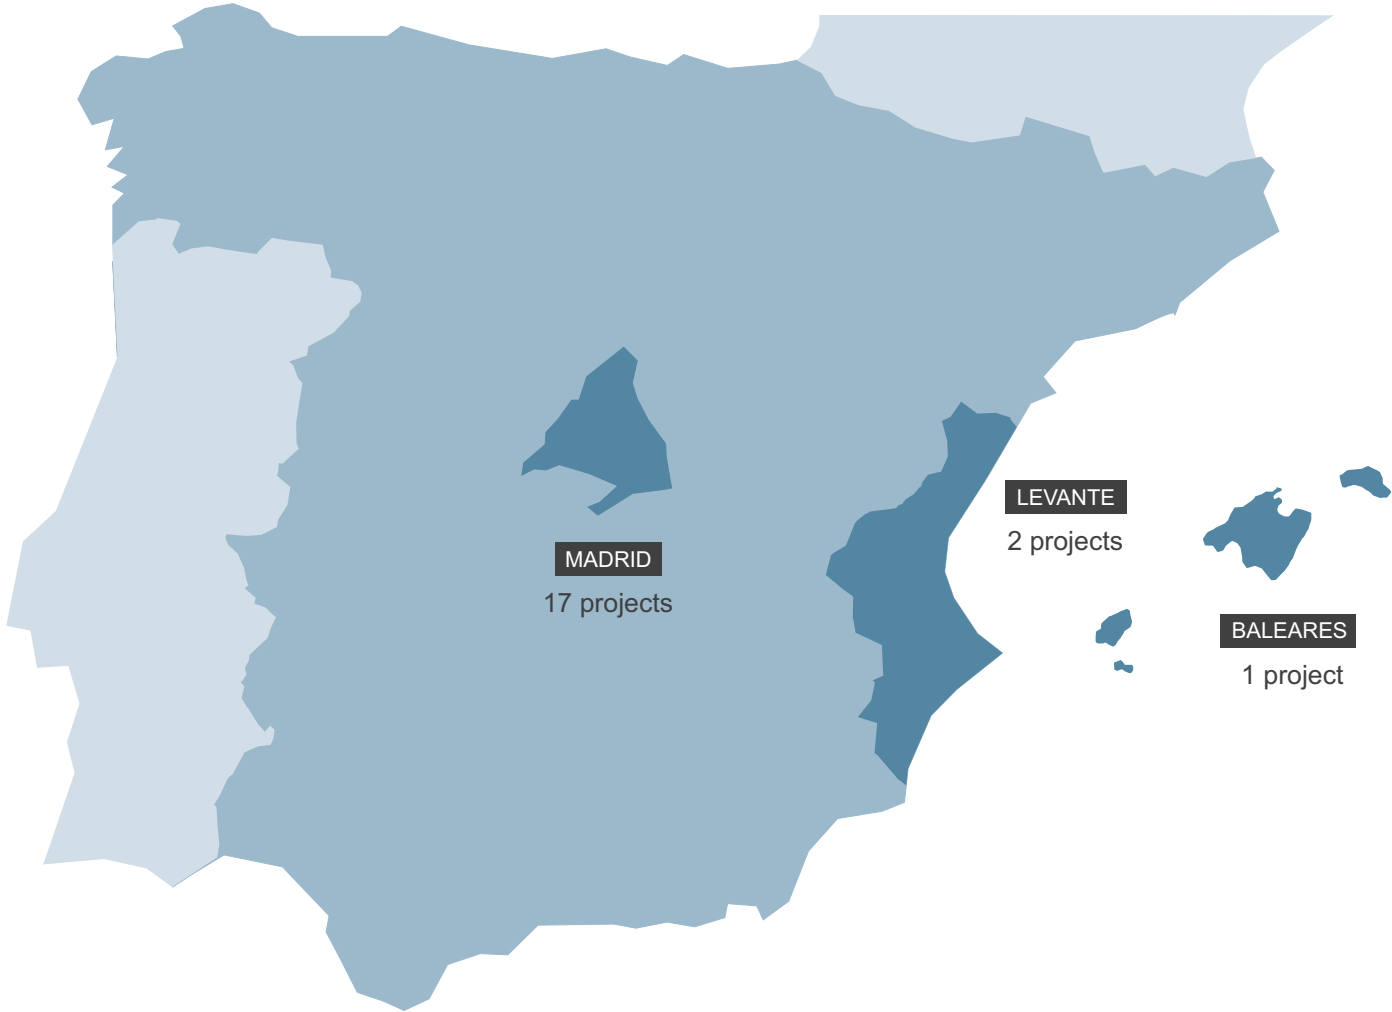 LEVANTE
2 projects
MADRID
17 projects
BALEARES
1 project